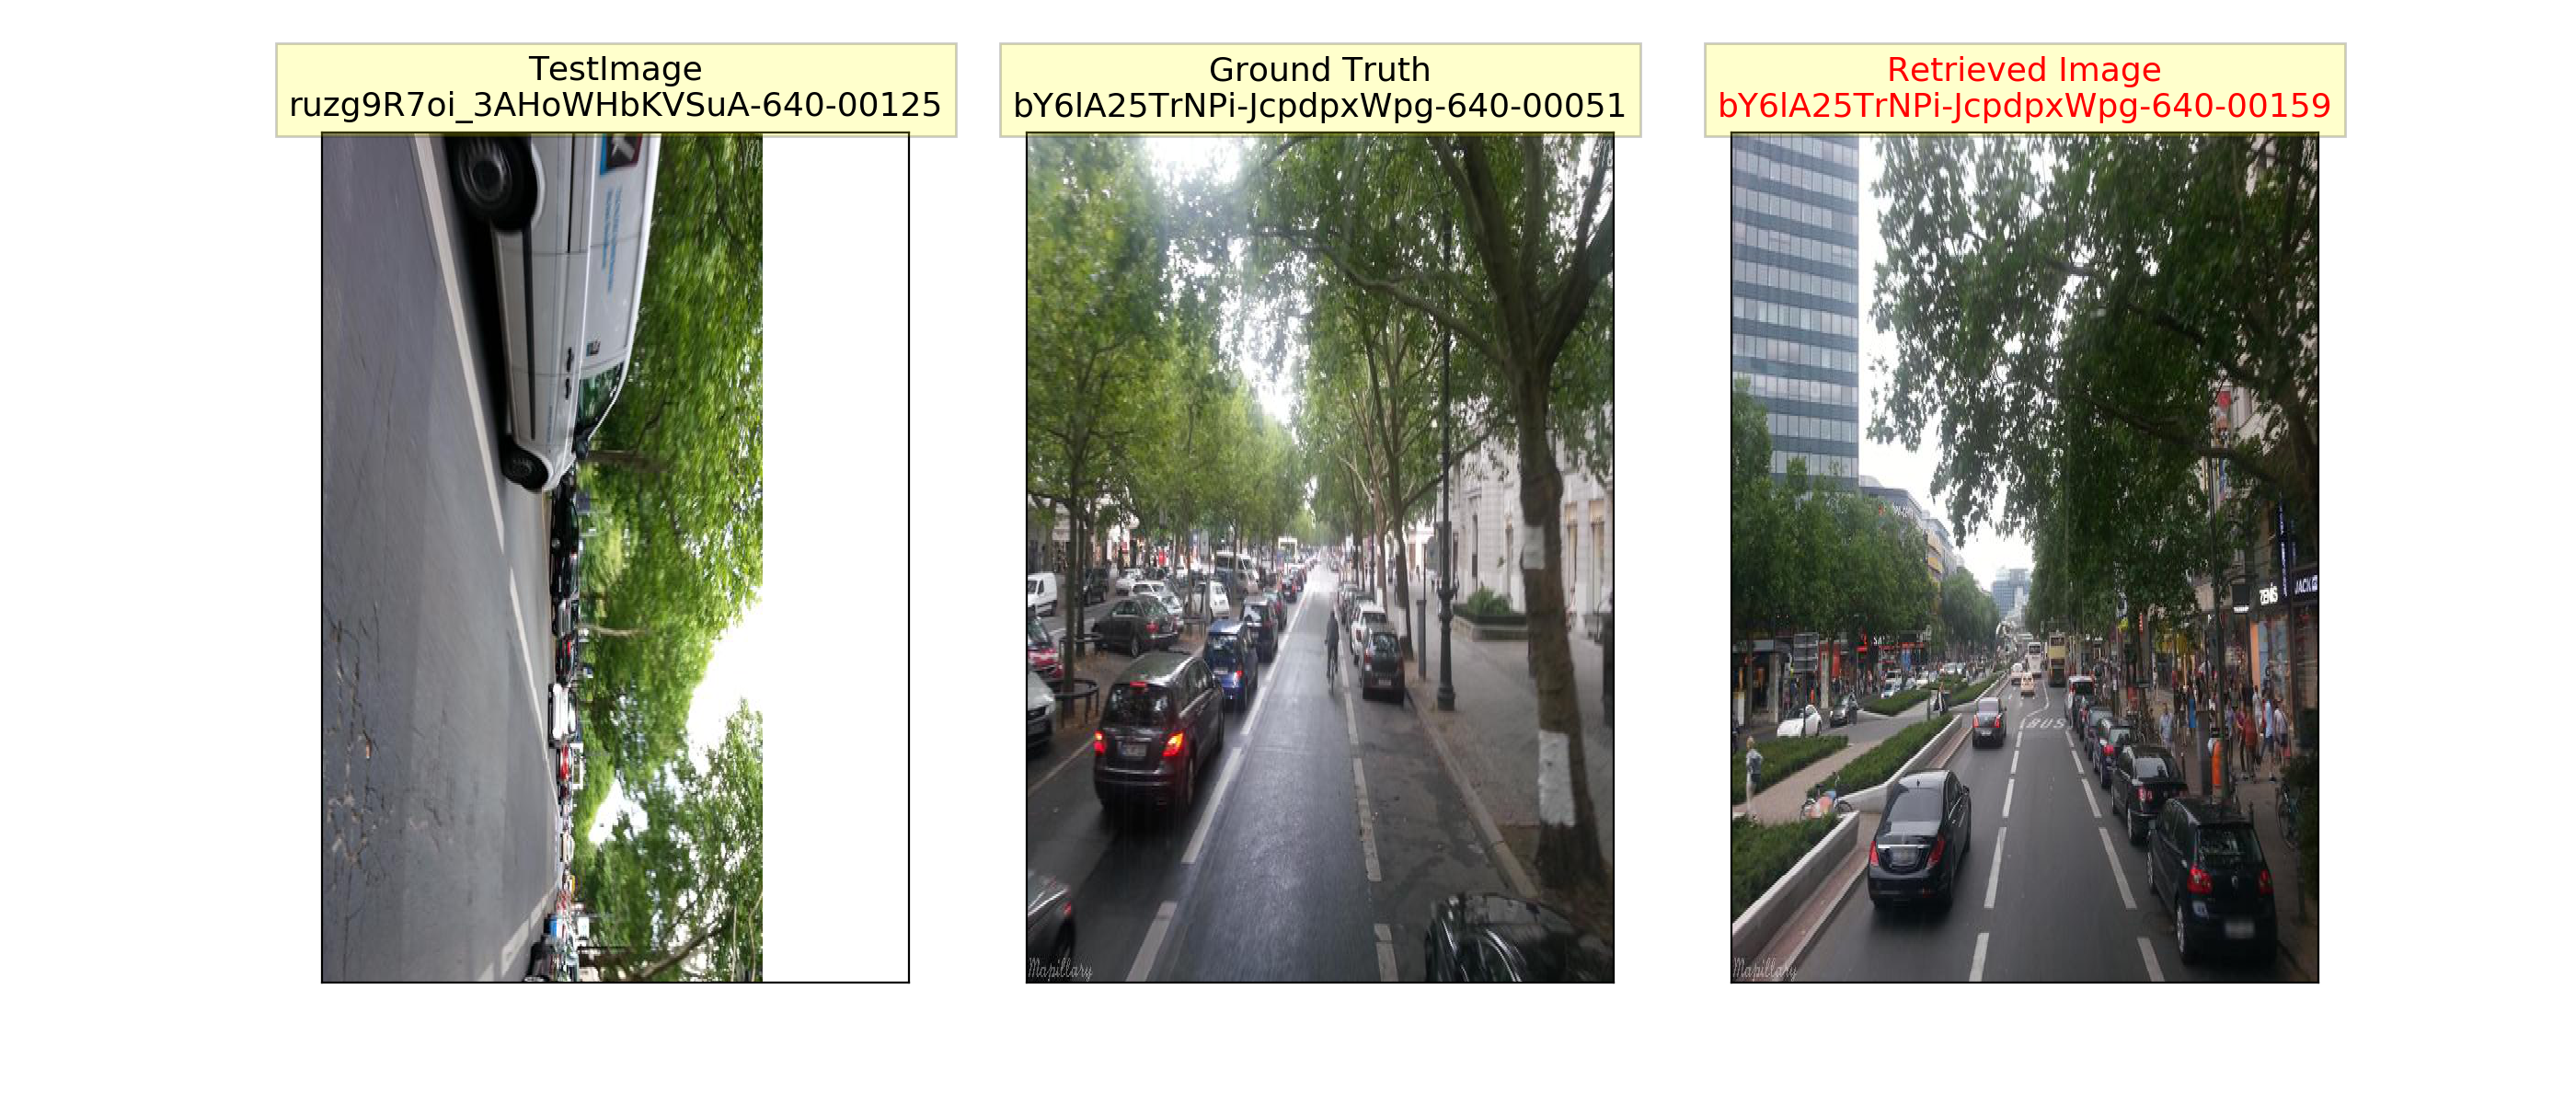 TestImage
ruzg9R7oi_3AHoWHbKVSuA-640-00125
Ground Truth
bY6lA25TrNPi-JcpdpxWpg-640-00051
Retrieved Image
bY6lA25TrNPi-JcpdpxWpg-640-00159
JACK
BUS
Mapillary
Mapillary